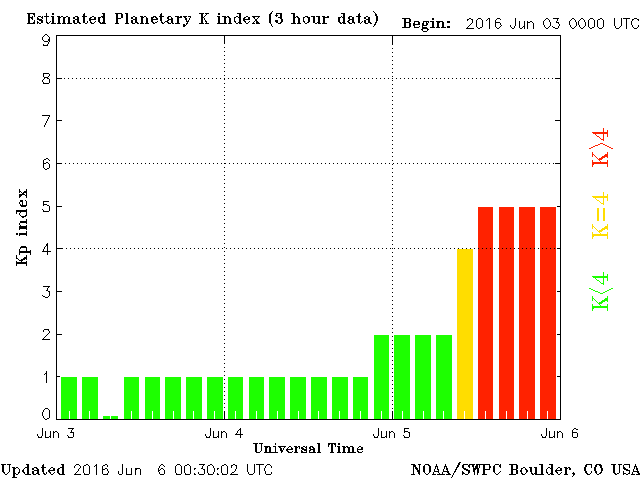 Estimated Planetary K index (3 hour data) Begin: 2016 Jun 03 0000 UTC
9
8
7
6
5
4
3
2
1
0
Kp index
K>4
K=4
K<4
Jun 3 Jun 4 Jun 5 Jun 6
Universal Time
Updated 2016 Jun 6 00:30:02 UTC NOAA/SWPC Boulder, CO USA